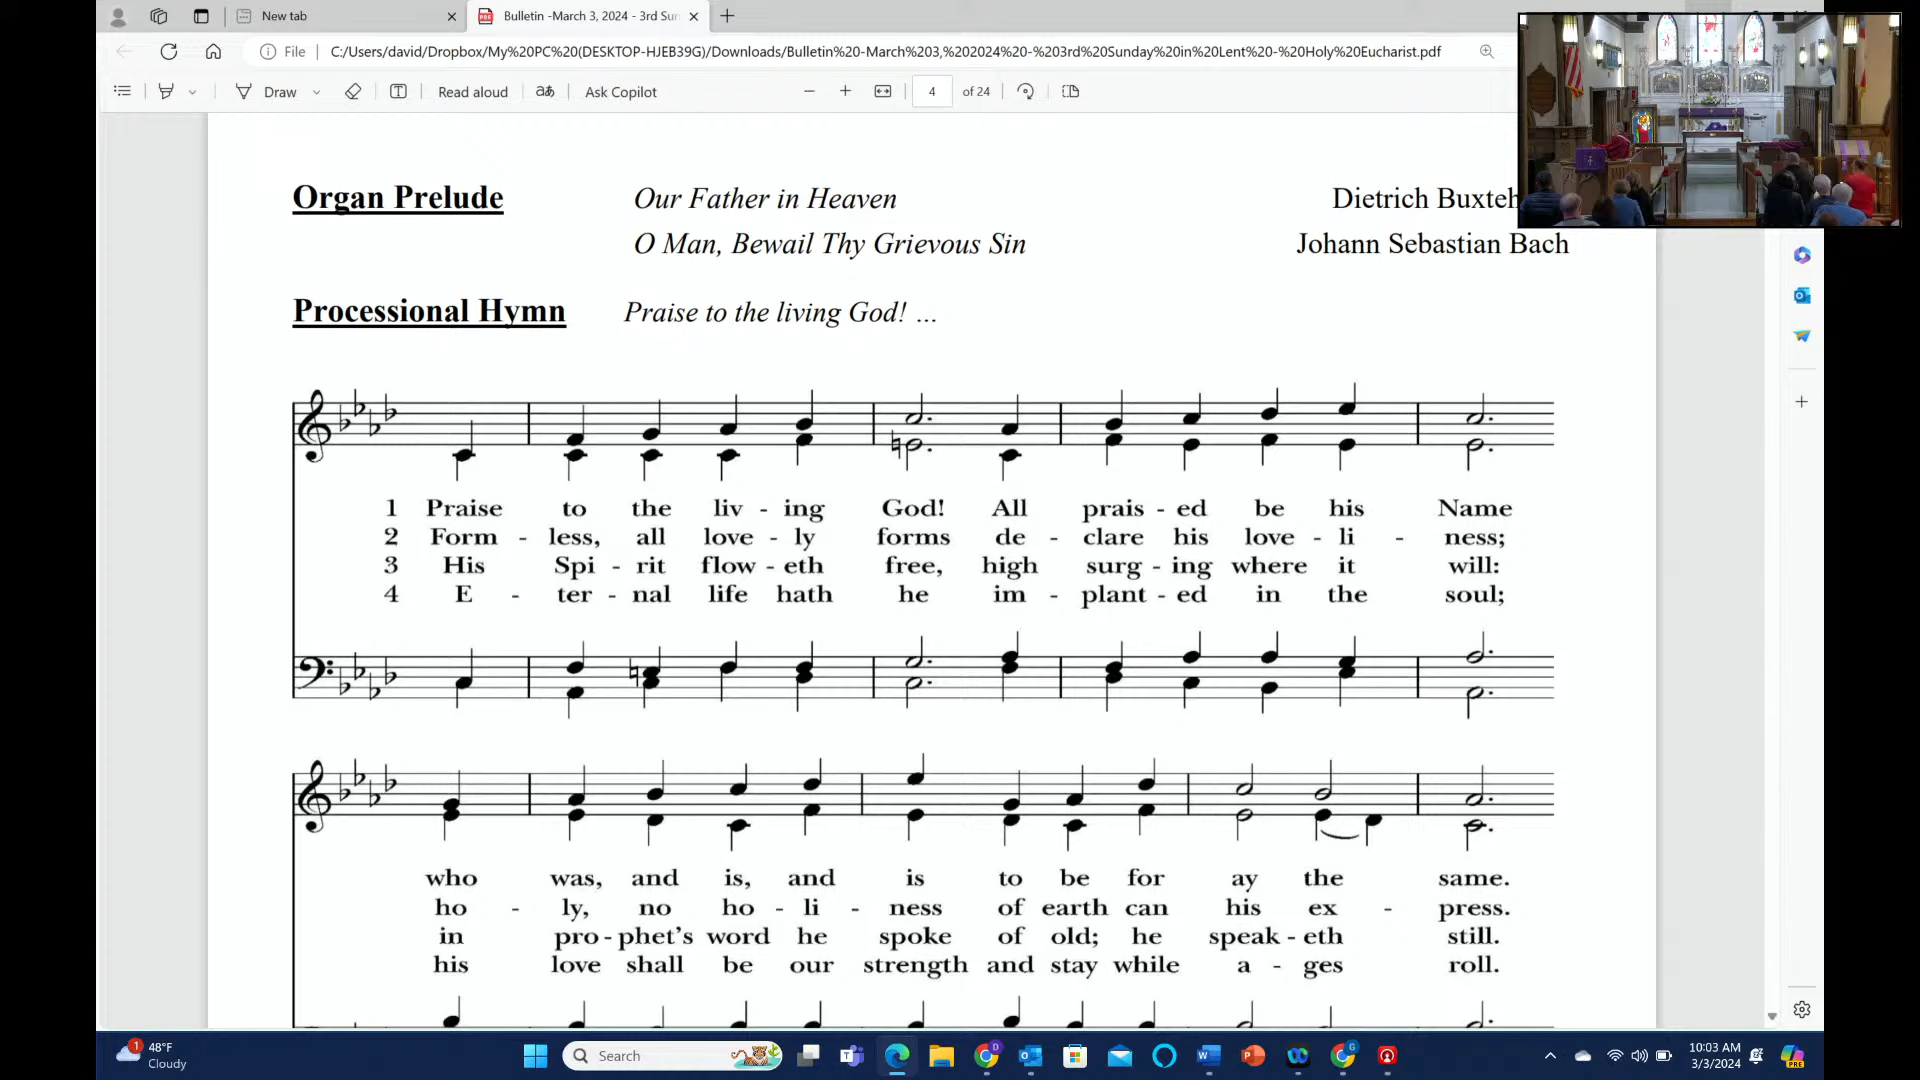 New tab
Bulletin -March 3, 2024 - 3rd Sun
File
C:/Users/david/Dropbox/My%20PC%20(DESKTOP-HJEB39G)/Downloads/Bulletin%20-March%203,%202024%20-%203rd%20Sunday%20in%20Lent%20-%20Holy%20Eucharist.pdf
Draw
Read aloud
Ask Copilot
4 of 24
Organ Prelude Our Father in Heaven Dietrich Buxteh
O Man, Bewail Thy Grievous Sin Johann Sebastian Bach
Processional Hymn Praise to the living God! ...
1 Praise to the liv - ing God! All prais - ed be his Name
2 Form - less, all love - ly forms de - clare his love - li - ness;
3 His Spi - rit flow - eth free, high surg - ing where it will:
4 E - ter - nal life hath he im - plant - ed in the soul;
who was, and is, and is to be for ay the same.
ho - ly, no ho - li - ness of earth can his ex - press.
in pro - phet's word he spoke of old; he speak - eth still.
his love shall be our strength and stay while a - ges roll.
1
48°F
Cloudy
Search
10:03 AM
3/3/2024
PRE